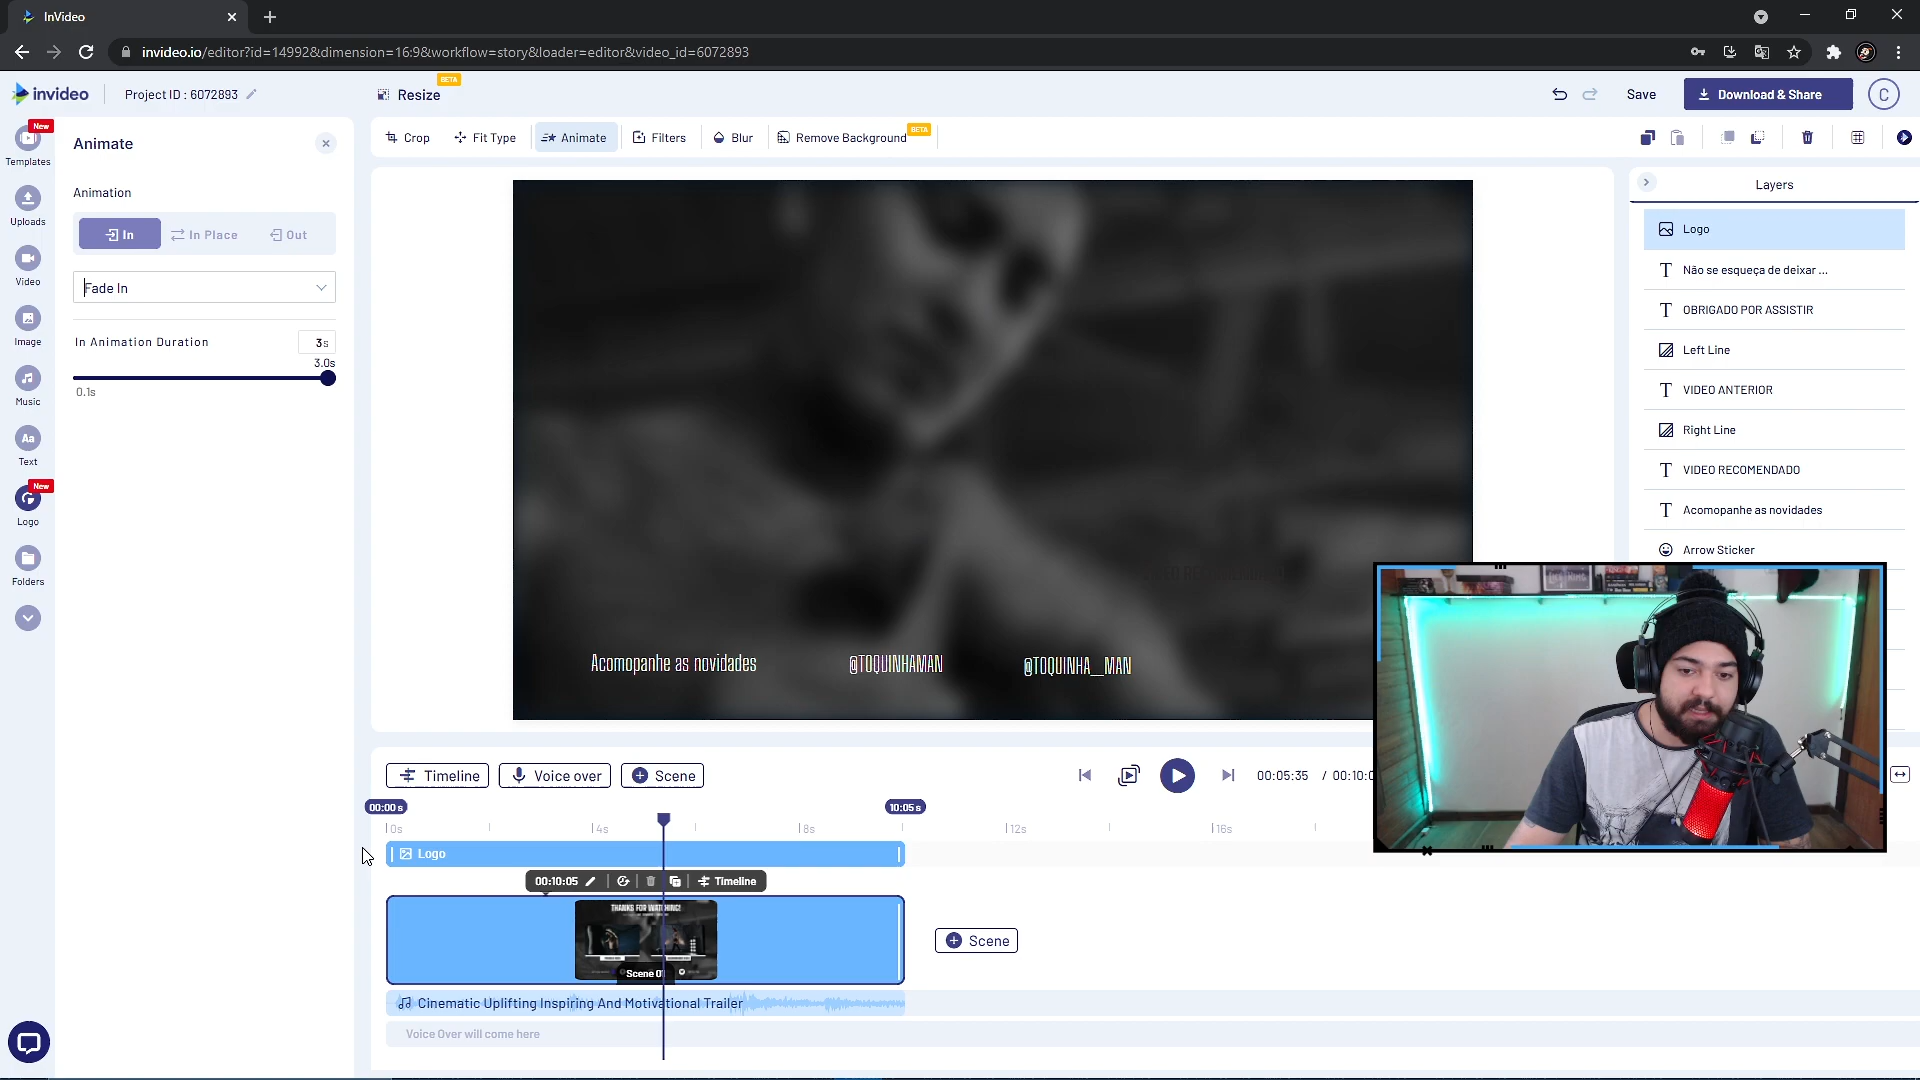 InVideo
invideo.io/editor?id=14992&dimension=16:9&workflow=story&loader=editor&video_id=6072893
BETA
invideo
Project ID : 6072893
Resize
Save
Download & Share
C
New
Templates
Uploads
Video
Image
Music
Aa
Text
New
Logo
Folders
Animate
Animation
In
In Place
Out
Fade In
In Animation Duration
3s
3.0s
0.1s
Crop
Fit Type
Animate
Filters
Blur
Remove Background
BETA
Layers
Logo
Não se esqueça de deixar ...
OBRIGADO POR ASSISTIR
Left Line
VIDEO ANTERIOR
Right Line
VIDEO RECOMENDADO
Acomopanhe as novidades
Arrow Sticker
Acomopanhe as novidades
@TOQUINHAMAN
@TOQUINHA__MAN
Timeline
Voice over
Scene
00:05:35
/ 00:10:0
00:00 s
10:05 s
0s
4s
8s
12s
16s
Logo
00:10:05
Timeline
THANKS FOR WATCHING!
Scene 01
Scene
Cinematic Uplifting Inspiring And Motivational Trailer
Voice Over will come here